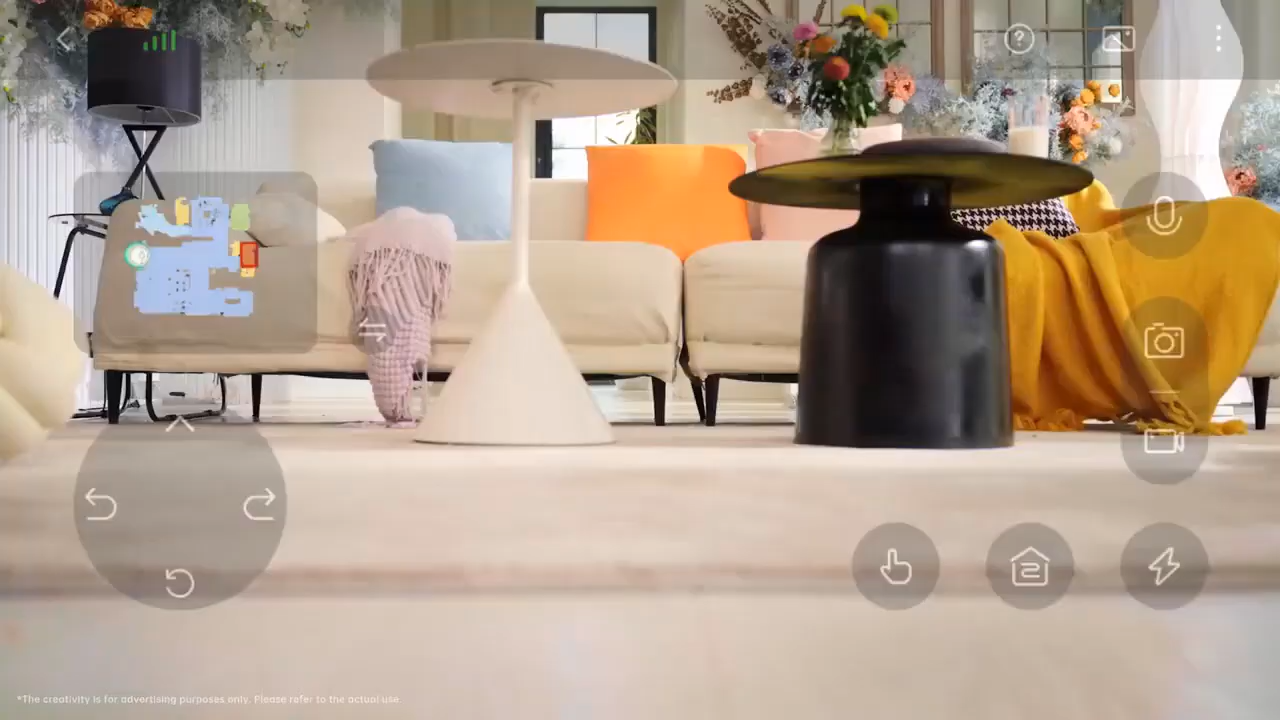 *The creativity is for advertising purposes only. Please refer to the actual use.